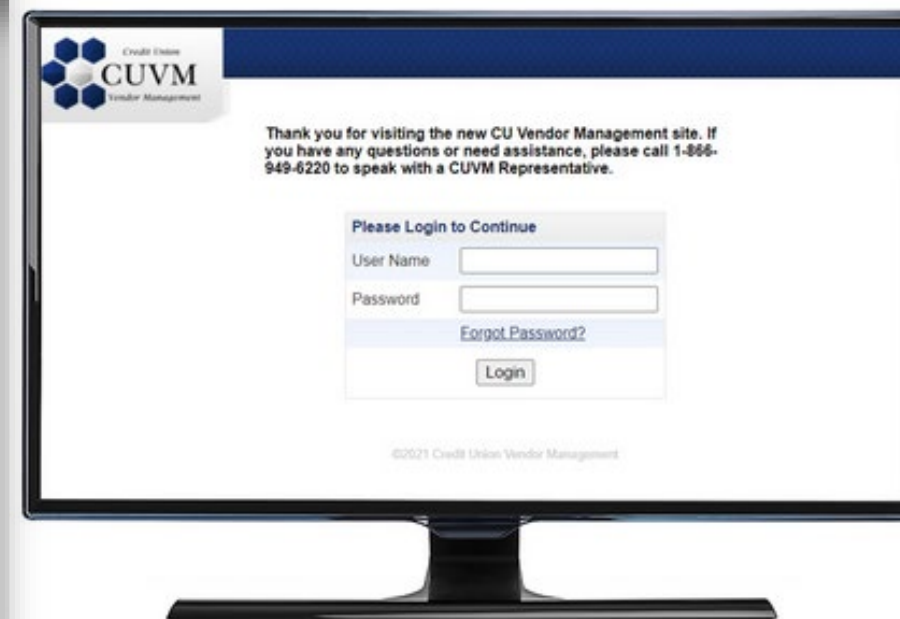 Credit Union
CUVM
Vendor Management
Thank you for visiting the new CU Vendor Management site. If
you have any questions or need assistance, please call 1-866-
949-6220 to speak with a CUVM Representative.
Please Login to Continue
User Name
Password
Forgot Password?
Login
©2021 Credit Union Vendor Management